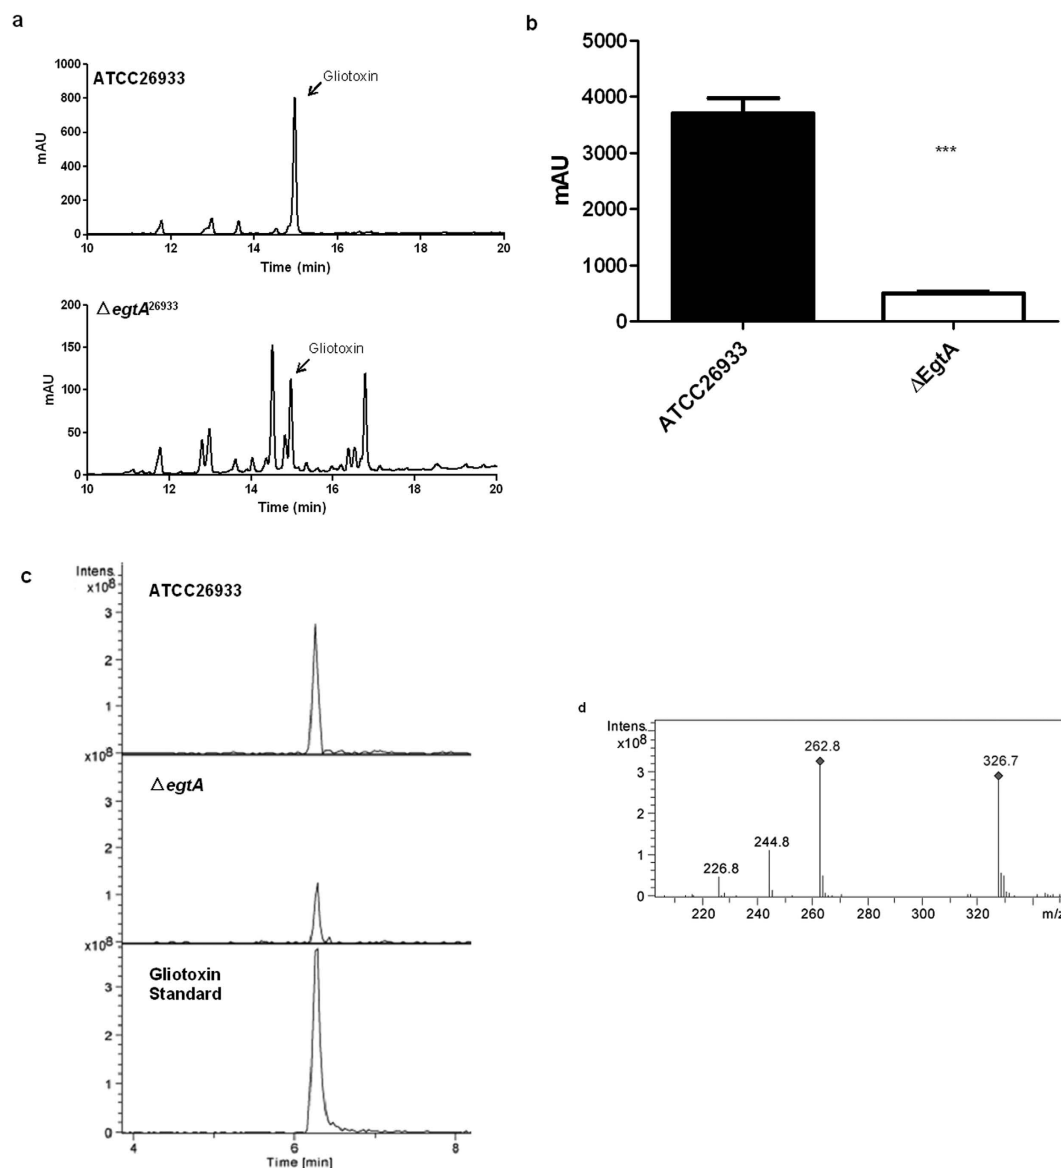 a
ATCC26933
Gliotoxin
1000
800
600
400
200
0
mAU
10 12 14 16 18 20
Time (min)
△egtA26933
Gliotoxin
200
150
100
50
0
mAU
10 12 14 16 18 20
Time (min)
b
5000
4000
3000
2000
1000
0
mAU
***
ATCC26933
ΔEgtA
c
Intens.
x108
ATCC26933
3
2
1
x108
△egtA
3
2
1
x108
Gliotoxin
Standard
3
2
1
0
4 6 8
Time [min]
d
Intens.
x108
3
2
1
0
226.8
244.8
262.8
326.7
220 240 260 280 300 320 m/z